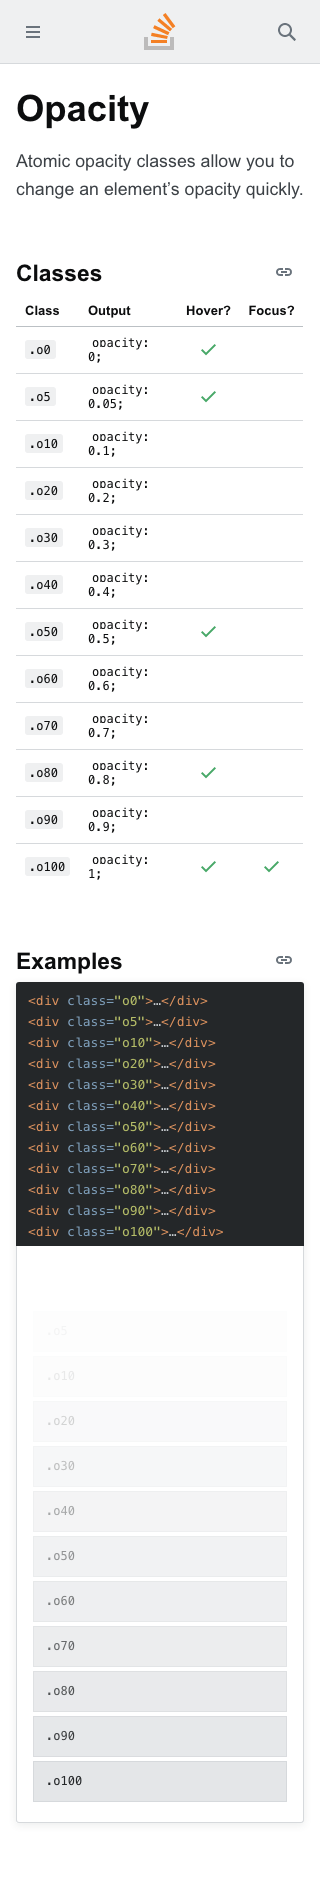 Opacity
Atomic opacity classes allow you to
change an element’s opacity quickly.
Classes
Class Output Hover? Focus?
.o0 opacity:
0;
.o5 opacity:
0.05;
.o10 opacity:
0.1;
.o20 opacity:
0.2;
.o30 opacity:
0.3;
.o40 opacity:
0.4;
.o50 opacity:
0.5;
.o60 opacity:
0.6;
.o70 opacity:
0.7;
.o80 opacity:
0.8;
.o90 opacity:
0.9;
.o100 opacity:
1;
Examples
<div class="o0">…</div>
<div class="o5">…</div>
<div class="o10">…</div>
<div class="o20">…</div>
<div class="o30">…</div>
<div class="o40">…</div>
<div class="o50">…</div>
<div class="o60">…</div>
<div class="o70">…</div>
<div class="o80">…</div>
<div class="o90">…</div>
<div class="o100">…</div>
.o5
.o10
.o20
.o30
.o40
.o50
.o60
.o70
.o80
.o90
.o100